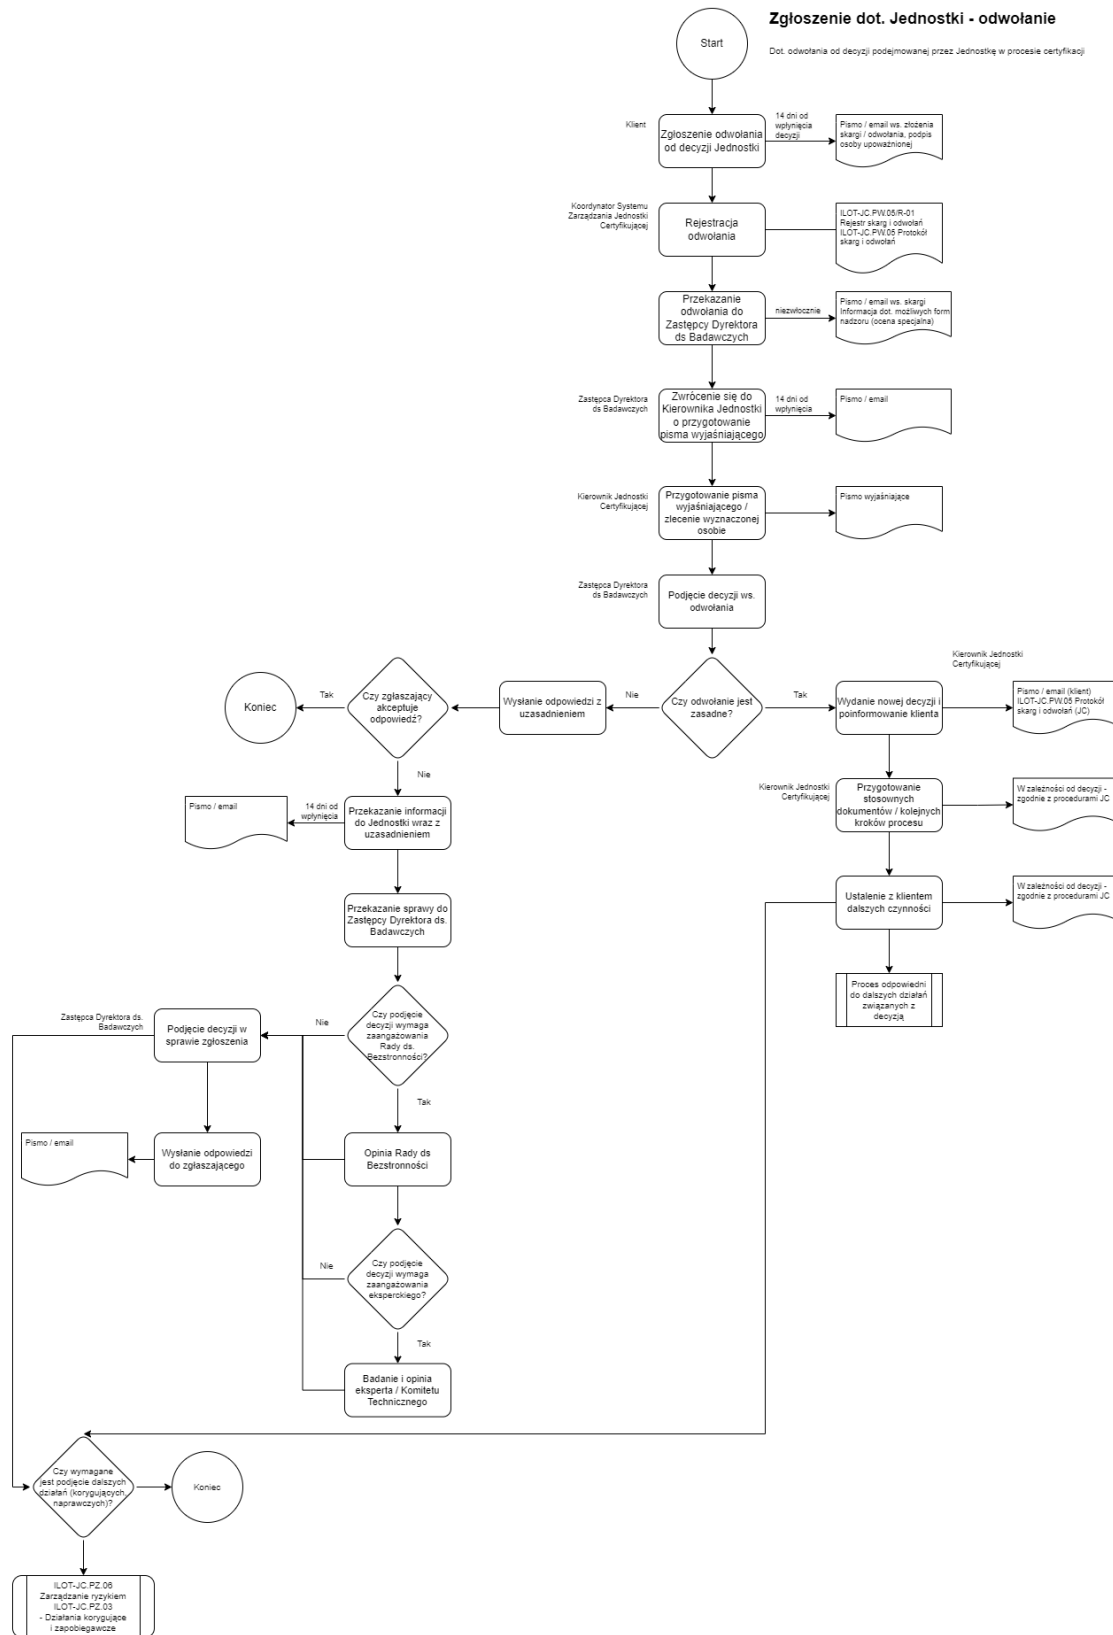 Zgłoszenie dot. Jednostki - odwołanie
Dot. odwołania od decyzji podejmowanej przez Jednostkę w procesie certyfikacji
Start
Klient
Zgłoszenie odwołania
od decyzji Jednostki
14 dni od
wpłynięcia
decyzji
Pismo / email ws. złożenia
skargi / odwołania, podpis
osoby upoważnionej
Koordynator Systemu
Zarządzania Jednostki
Certyfikującej
Rejestracja
odwołania
ILOT-JC.PW.05/R-01
Rejestr skarg i odwołań
ILOT-JC.PW.05 Protokół
skarg i odwołań
Przekazanie
odwołania do
Zastępcy Dyrektora
ds Badawczych
niezwłocznie
Pismo / email ws. skargi
Informacja dot. możliwych form
nadzoru (ocena specjalna)
Zastępca Dyrektora
ds Badawczych
Zwrócenie się do
Kierownika Jednostki
o przygotowanie
pisma wyjaśniającego
14 dni od
wpłynięcia
Pismo / email
Kierownik Jednostki
Certyfikującej
Przygotowanie pisma
wyjaśniającego /
zlecenie wyznaczonej
osobie
Pismo wyjaśniające
Zastępca Dyrektora
ds Badawczych
Podjęcie decyzji ws.
odwołania
Czy odwołanie jest
zasadne?
Nie
Tak
Wysłanie odpowiedzi z
uzasadnieniem
Czy zgłaszający
akceptuje
odpowiedź?
Tak
Koniec
Nie
Kierownik Jednostki
Certyfikującej
Wydanie nowej decyzji i
poinformowanie klienta
Pismo / email (klient)
ILOT-JC.PW.05 Protokół
skarg i odwołań (JC)
Kierownik Jednostki
Certyfikującej
Przygotowanie
stosownych
dokumentów / kolejnych
kroków procesu
W zależności od decyzji -
zgodnie z procedurami JC
Ustalenie z klientem
dalszych czynności
W zależności od decyzji -
zgodnie z procedurami JC
Proces odpowiedni
do dalszych działań
związanych z
decyzją
Przekazanie informacji
do Jednostki wraz z
uzasadnieniem
14 dni od
wpłynięcia
Pismo / email
Przekazanie sprawy do
Zastępcy Dyrektora ds.
Badawczych
Czy podjęcie
decyzji wymaga
zaangażowania
Rady ds.
Bezstronności?
Nie
Tak
Zastępca Dyrektora ds.
Badawczych
Podjęcie decyzji w
sprawie zgłoszenia
Wysłanie odpowiedzi
do zgłaszającego
Pismo / email
Opinia Rady ds
Bezstronności
Czy podjęcie
decyzji wymaga
zaangażowania
eksperckiego?
Nie
Tak
Badanie i opinia
eksperta / Komitetu
Technicznego
Czy wymagane
jest podjęcie dalszych
działań (korygujących,
naprawczych)?
Koniec
ILOT-JC.PZ.06
Zarządzanie ryzykiem
ILOT-JC.PZ.03
- Działania korygujące
i zapobiegawcze